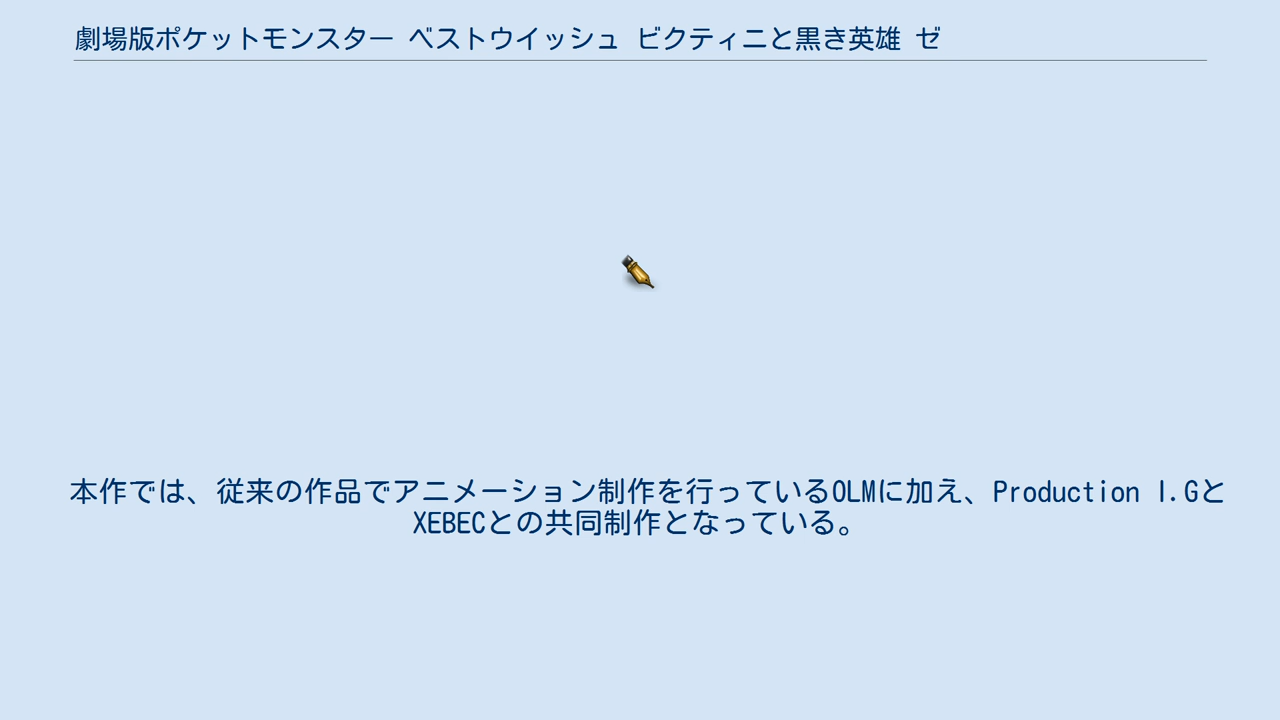 劇場版ポケットモンスター ベストウイッシュ ビクティニと黒き英雄 ゼ
本作では、従来の作品でアニメーション制作を行っているOLMに加え、Production I.Gと
XEBECとの共同制作となっている。